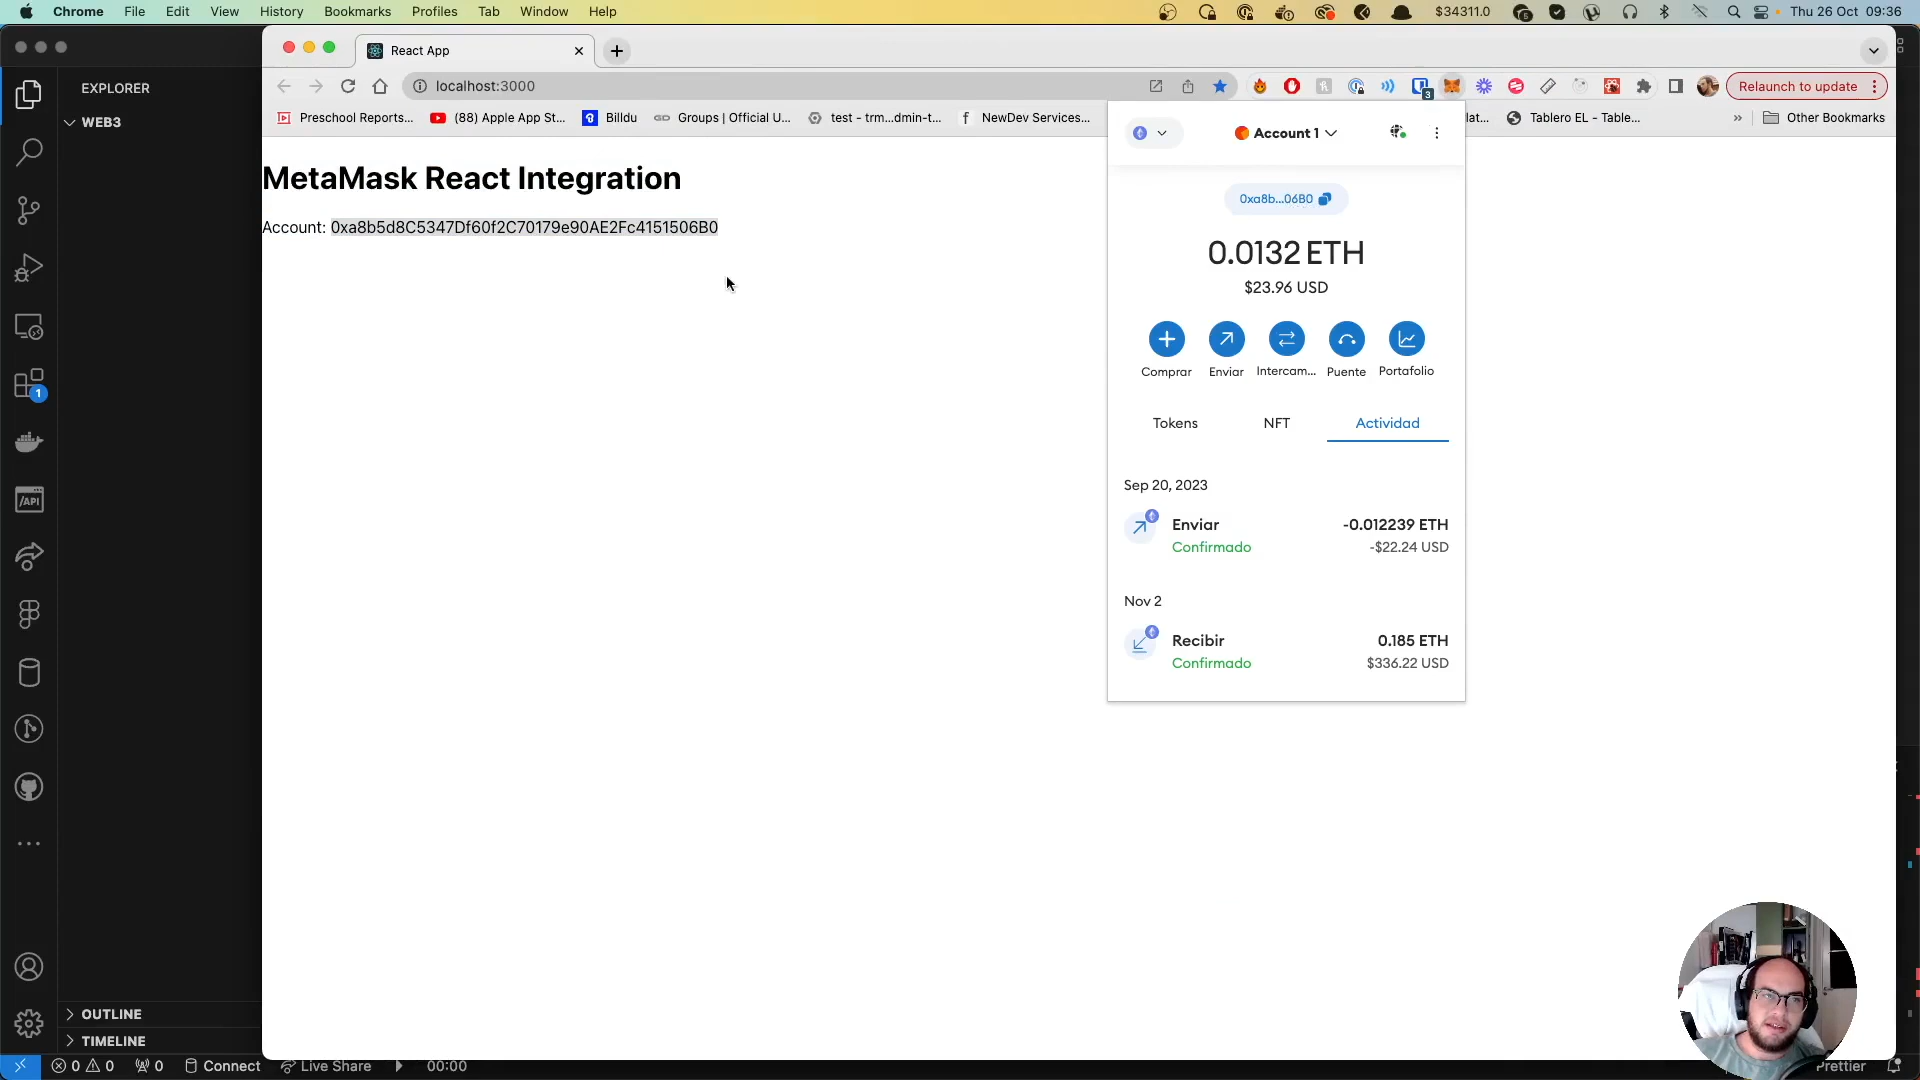 Chrome File Edit View History Bookmarks Profiles Tab Window Help
$34311.0
Thu 26 Oct 09:36
React App
localhost:3000
3
Relaunch to update
Preschool Reports...
(88) Apple App St...
Billdu
Groups | Official U...
test - trm...dmin-t...
NewDev Services...
lat...
Tablero EL - Table...
Other Bookmarks
EXPLORER
WEB3
1
/API
OUTLINE
TIMELINE
MetaMask React Integration
Account: 0xa8b5d8C5347Df60f2C70179e90AE2Fc4151506B0
Account 1
0xa8b...06B0
0.0132 ETH
$23.96 USD
Comprar
Enviar
Intercam...
Puente
Portafolio
Tokens
NFT
Actividad
Sep 20, 2023
Enviar
-0.012239 ETH
Confirmado
-$22.24 USD
Nov 2
Recibir
0.185 ETH
Confirmado
$336.22 USD
0 0 0 Connect Live Share 00:00
Prettier